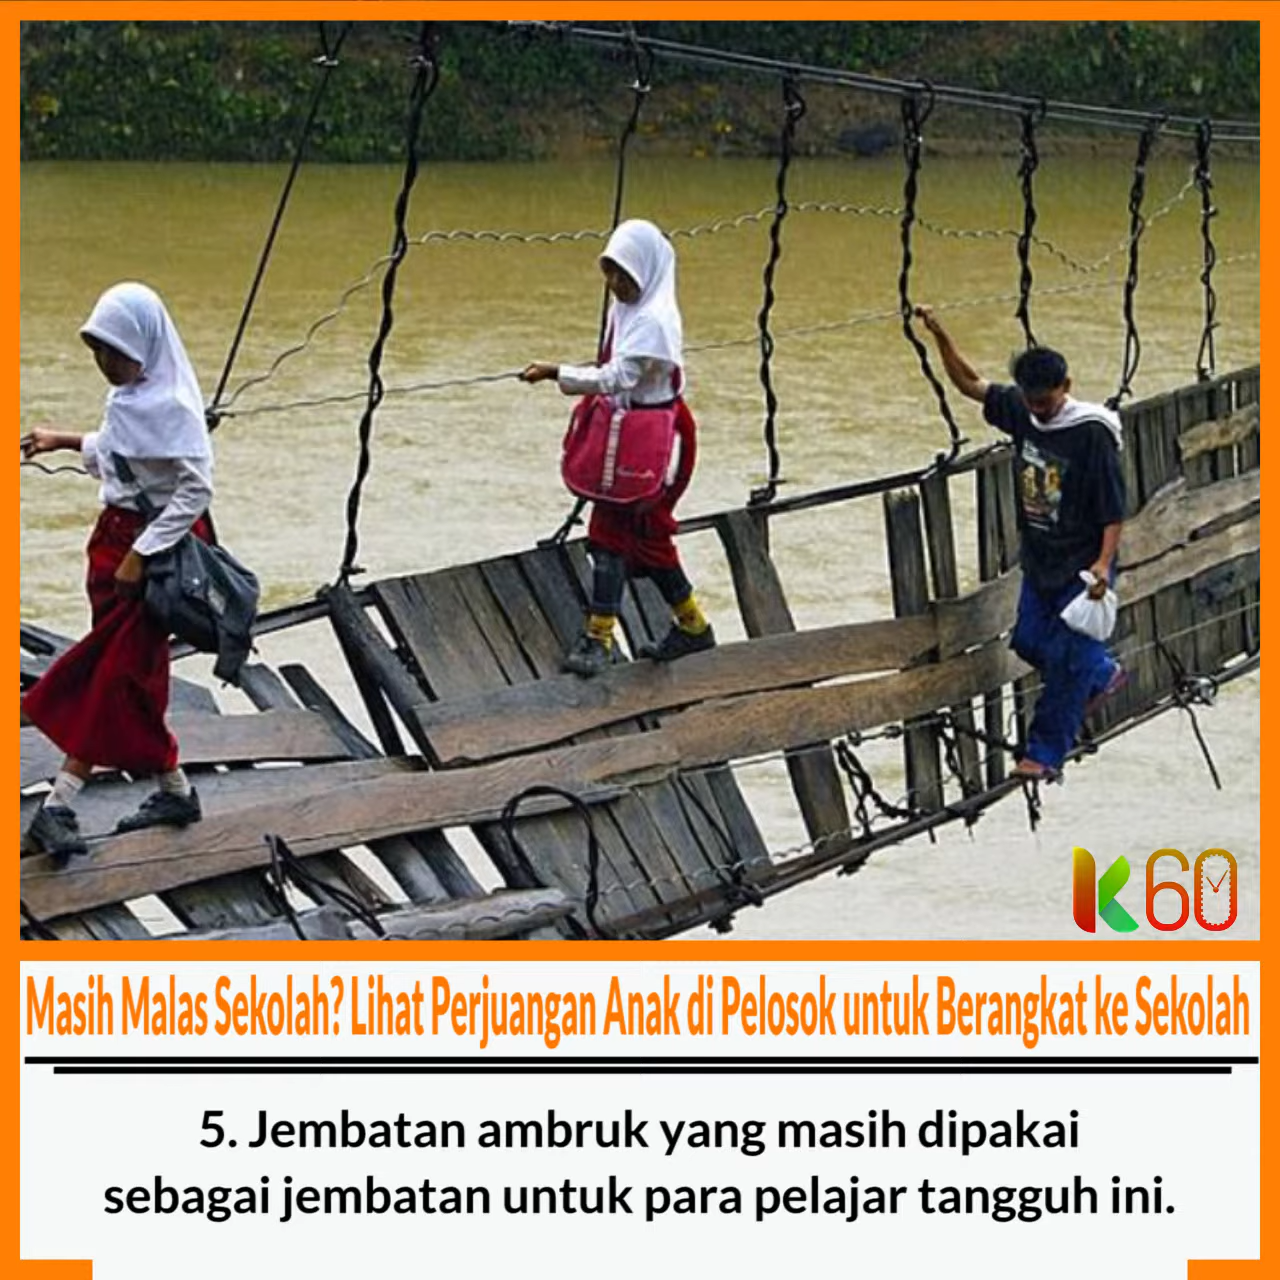 K60
Masih Malas Sekolah? Lihat Perjuangan Anak di Pelosok untuk Berangkat ke Sekolah
5. Jembatan ambruk yang masih dipakai
sebagai jembatan untuk para pelajar tangguh ini.